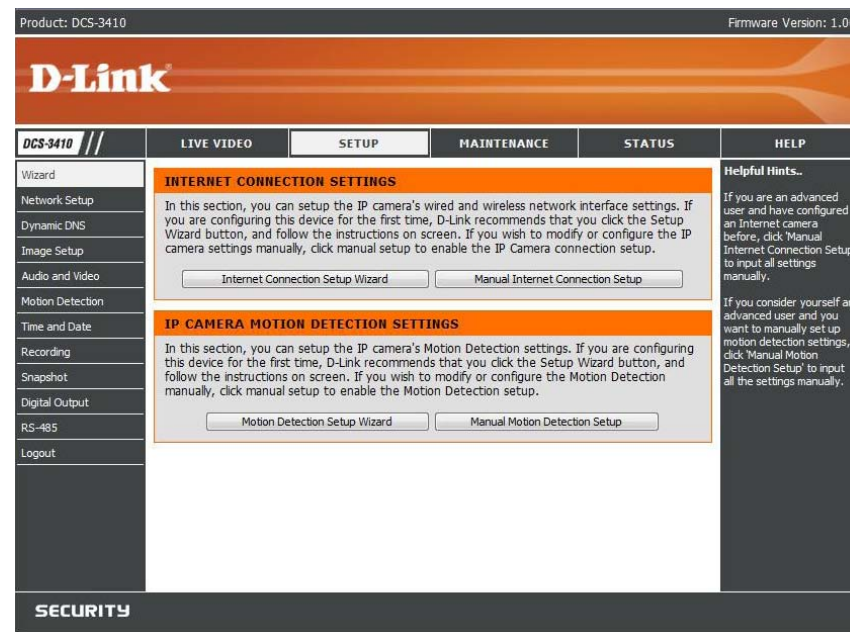 Product: DCS-3410
Firmware Version: 1.0
D-Link
DCS-3410 //
LIVE VIDEO
SETUP
MAINTENANCE
STATUS
HELP
Wizard
Network Setup
Dynamic DNS
Image Setup
Audio and Video
Motion Detection
Time and Date
Recording
Snapshot
Digital Output
RS-485
Logout
INTERNET CONNECTION SETTINGS
In this section, you can setup the IP camera's wired and wireless network interface settings. If
you are configuring this device for the first time, D-Link recommends that you click the Setup
Wizard button, and follow the instructions on screen. If you wish to modify or configure the IP
camera settings manually, click manual setup to enable the IP Camera connection setup.
Internet Connection Setup Wizard
Manual Internet Connection Setup
IP CAMERA MOTION DETECTION SETTINGS
In this section, you can setup the IP camera's Motion Detection settings. If you are configuring
this device for the first time, D-Link recommends that you click the Setup Wizard button, and
follow the instructions on screen. If you wish to modify or configure the Motion Detection
manually, click manual setup to enable the Motion Detection setup.
Motion Detection Setup Wizard
Manual Motion Detection Setup
Helpful Hints..
If you are an advanced
user and have configured
an Internet camera
before, click 'Manual
Internet Connection Setup
to input all settings
manually.
If you consider yourself a
advanced user and you
want to manually set up
motion detection settings,
click 'Manual Motion
Detection Setup' to input
all the settings manually.
SECURITY